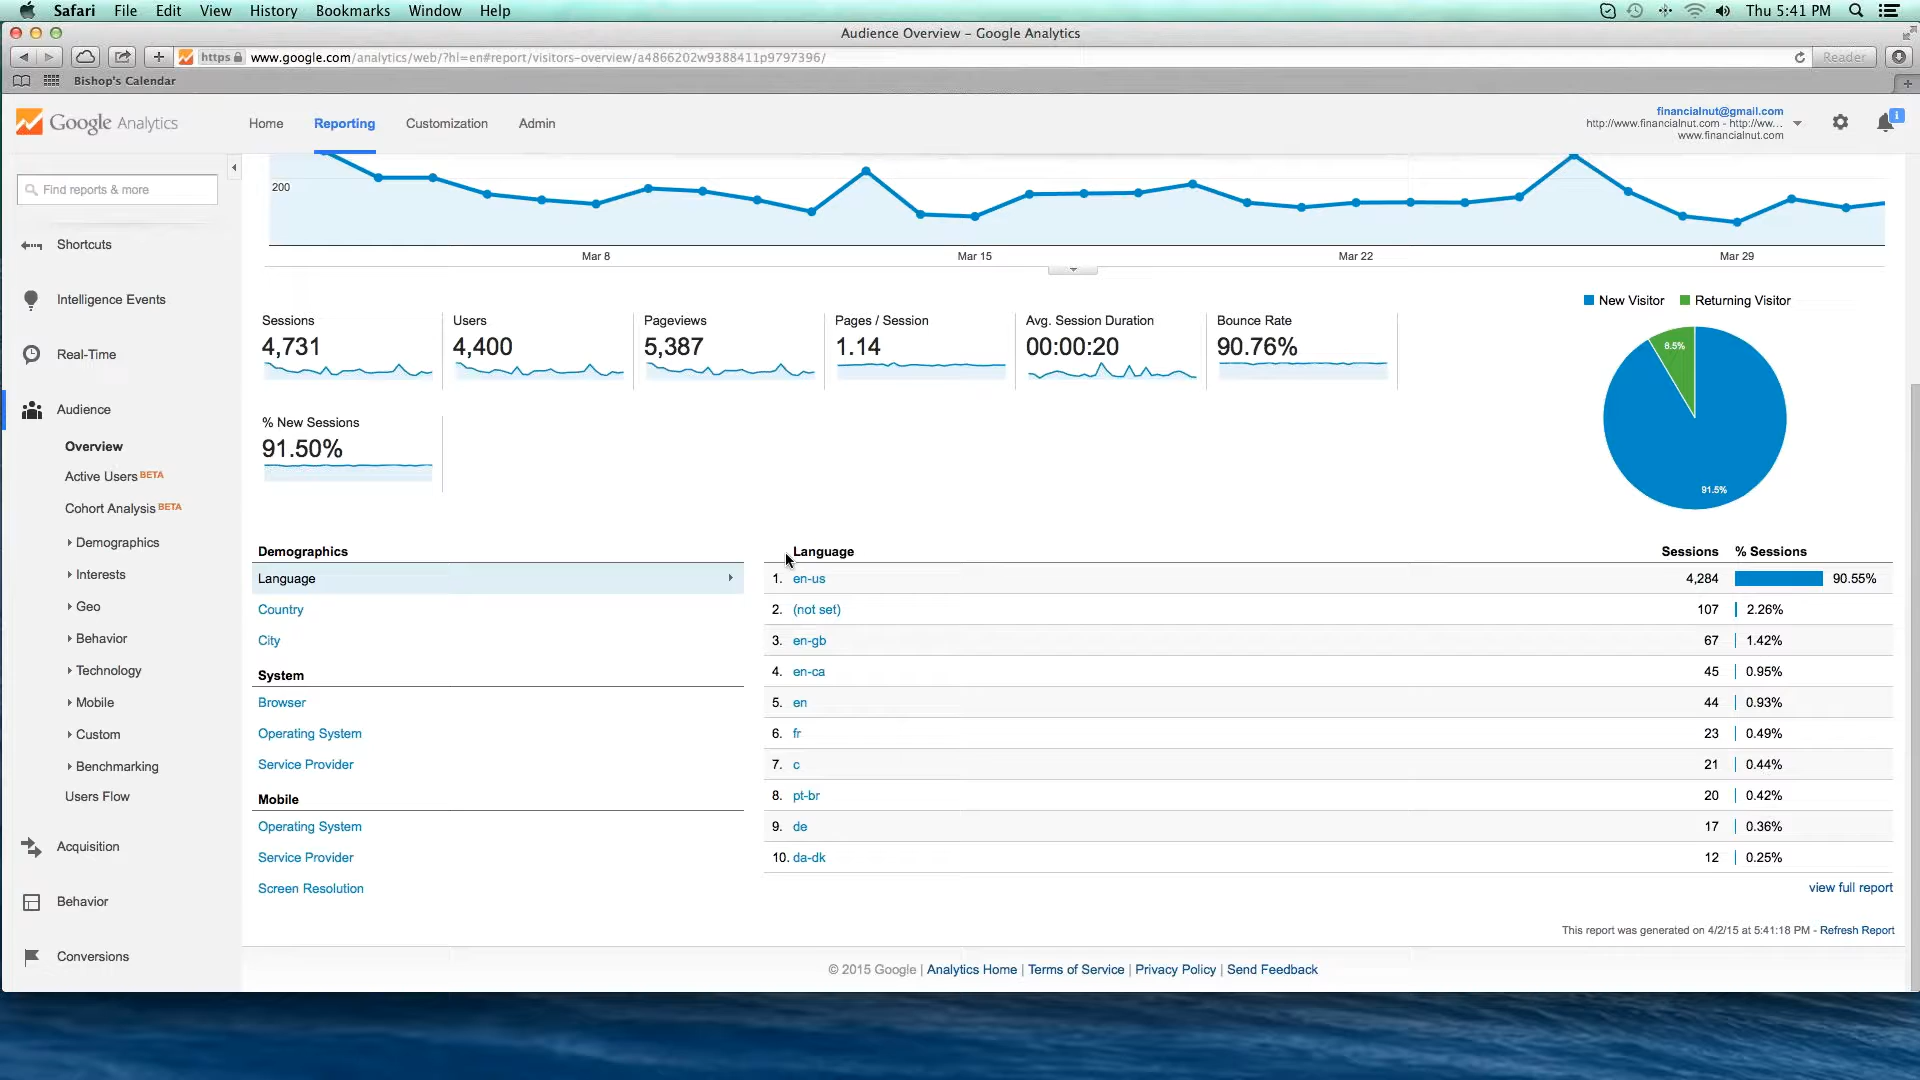 Safari File Edit View History Bookmarks Window Help Thu 5:41 PM
Audience Overview – Google Analytics
https www.google.com/analytics/web/?hl=en#report/visitors-overview/a4866202w9388411p9797396/ Reader
Bishop's Calendar
Google Analytics Home Reporting Customization Admin
financialnut@gmail.com
http://www.financialnut.com - http://ww...
www.financialnut.com
1
Find reports & more
Shortcuts
Intelligence Events
Real-Time
Audience
Overview
Active Users BETA
Cohort Analysis BETA
Demographics
Interests
Geo
Behavior
Technology
Mobile
Custom
Benchmarking
Users Flow
Acquisition
Behavior
Conversions
200
Mar 8 Mar 15 Mar 22 Mar 29
New Visitor Returning Visitor
Sessions
4,731
Users
4,400
Pageviews
5,387
Pages / Session
1.14
Avg. Session Duration
00:00:20
Bounce Rate
90.76%
% New Sessions
91.50%
8.5%
91.5%
Demographics
Language
Country
City
System
Browser
Operating System
Service Provider
Mobile
Operating System
Service Provider
Screen Resolution
Language Sessions % Sessions
1. en-us 4,284 90.55%
2. (not set) 107 2.26%
3. en-gb 67 1.42%
4. en-ca 45 0.95%
5. en 44 0.93%
6. fr 23 0.49%
7. c 21 0.44%
8. pt-br 20 0.42%
9. de 17 0.36%
10. da-dk 12 0.25%
view full report
This report was generated on 4/2/15 at 5:41:18 PM - Refresh Report
© 2015 Google | Analytics Home | Terms of Service | Privacy Policy | Send Feedback